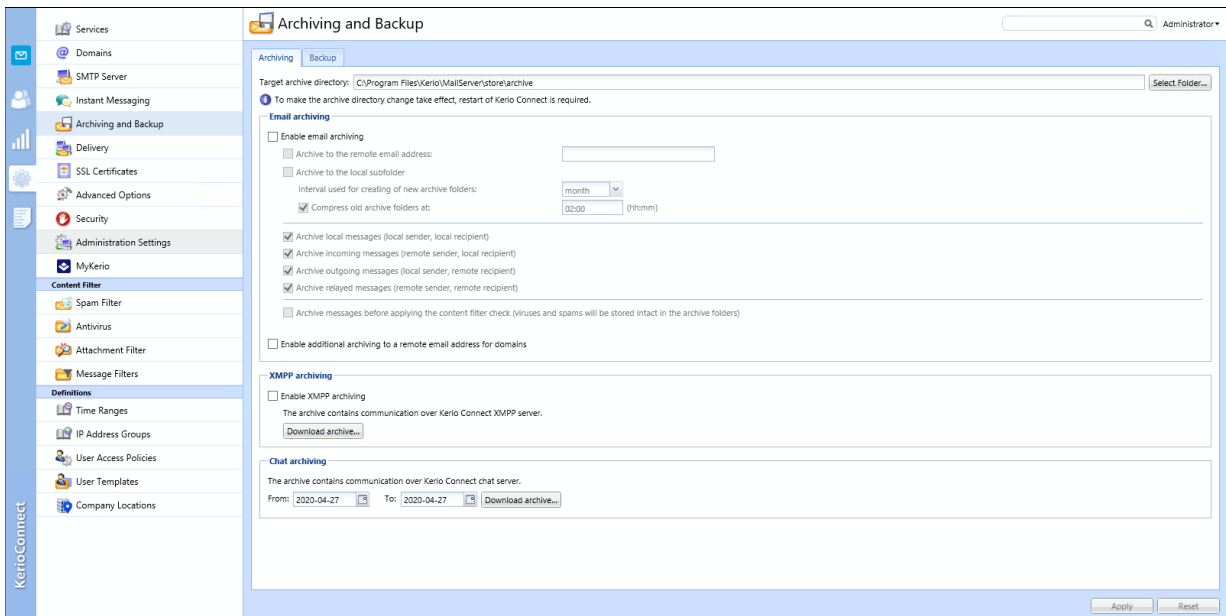 Services
Domains
SMTP Server
Instant Messaging
Archiving and Backup
Delivery
SSL Certificates
Advanced Options
Security
Administration Settings
MyKerio
Content Filter
Spam Filter
Antivirus
Attachment Filter
Message Filters
Definitions
Time Ranges
IP Address Groups
User Access Policies
User Templates
Company Locations
KerioConnect
Archiving and Backup
Administrator
Archiving Backup
Target archive directory: C:\Program Files\Kerio\MailServer\store\archive Select Folder...
To make the archive directory change take effect, restart of Kerio Connect is required.
Email archiving
Enable email archiving
Archive to the remote email address:
Archive to the local subfolder
Interval used for creating of new archive folders: month
Compress old archive folders at: 02:00 (hh:mm)
Archive local messages (local sender, local recipient)
Archive incoming messages (remote sender, local recipient)
Archive outgoing messages (local sender, remote recipient)
Archive relayed messages (remote sender, remote recipient)
Archive messages before applying the content filter check (viruses and spams will be stored intact in the archive folders)
Enable additional archiving to a remote email address for domains
XMPP archiving
Enable XMPP archiving
The archive contains communication over Kerio Connect XMPP server.
Download archive...
Chat archiving
The archive contains communication over Kerio Connect chat server.
From: 2020-04-27 To: 2020-04-27 Download archive...
Apply Reset